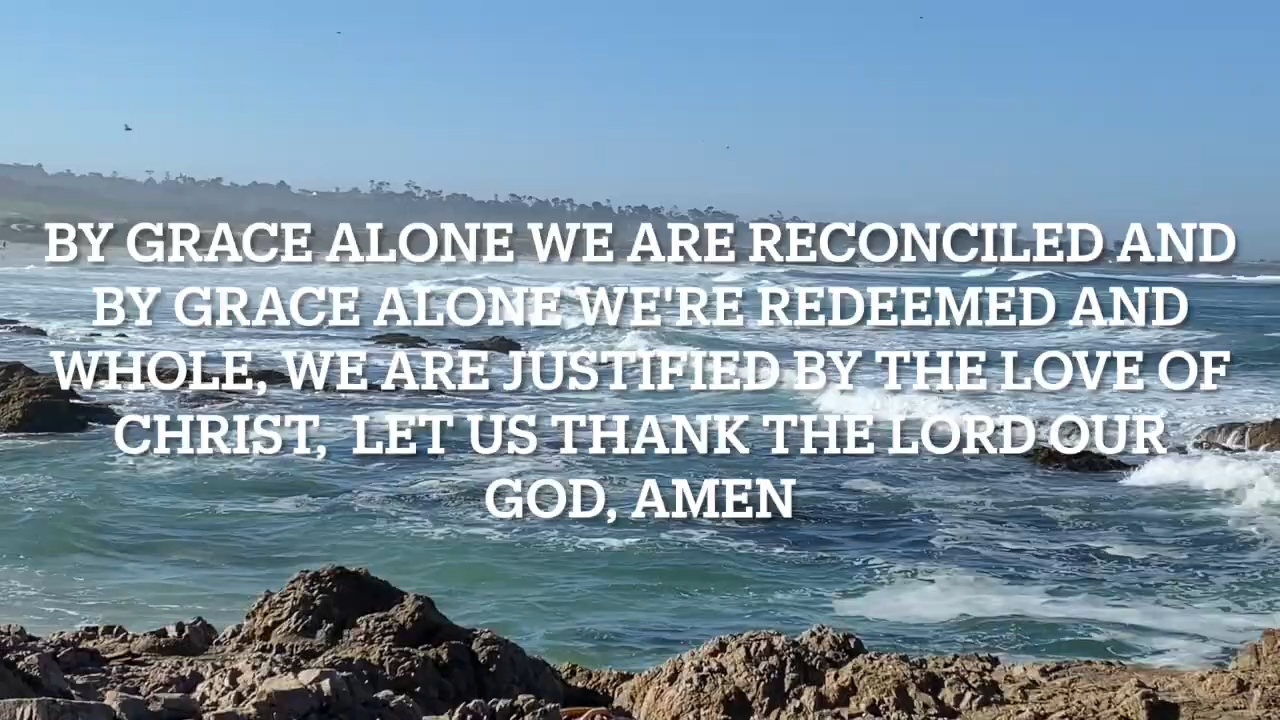 BY GRACE ALONE WE ARE RECONCILED AND
BY GRACE ALONE WE'RE REDEEMED AND
WHOLE, WE ARE JUSTIFIED BY THE LOVE OF
CHRIST,  LET US THANK THE LORD OUR
GOD, AMEN